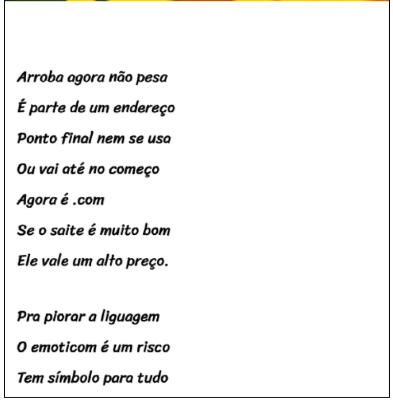 Arroba agora não pesa
É parte de um endereço
Ponto final nem se usa
Ou vai até no começo
Agora é .com
Se o saite é muito bom
Ele vale um alto preço.
Pra piorar a liguagem
O emoticom é um risco
Tem símbolo para tudo